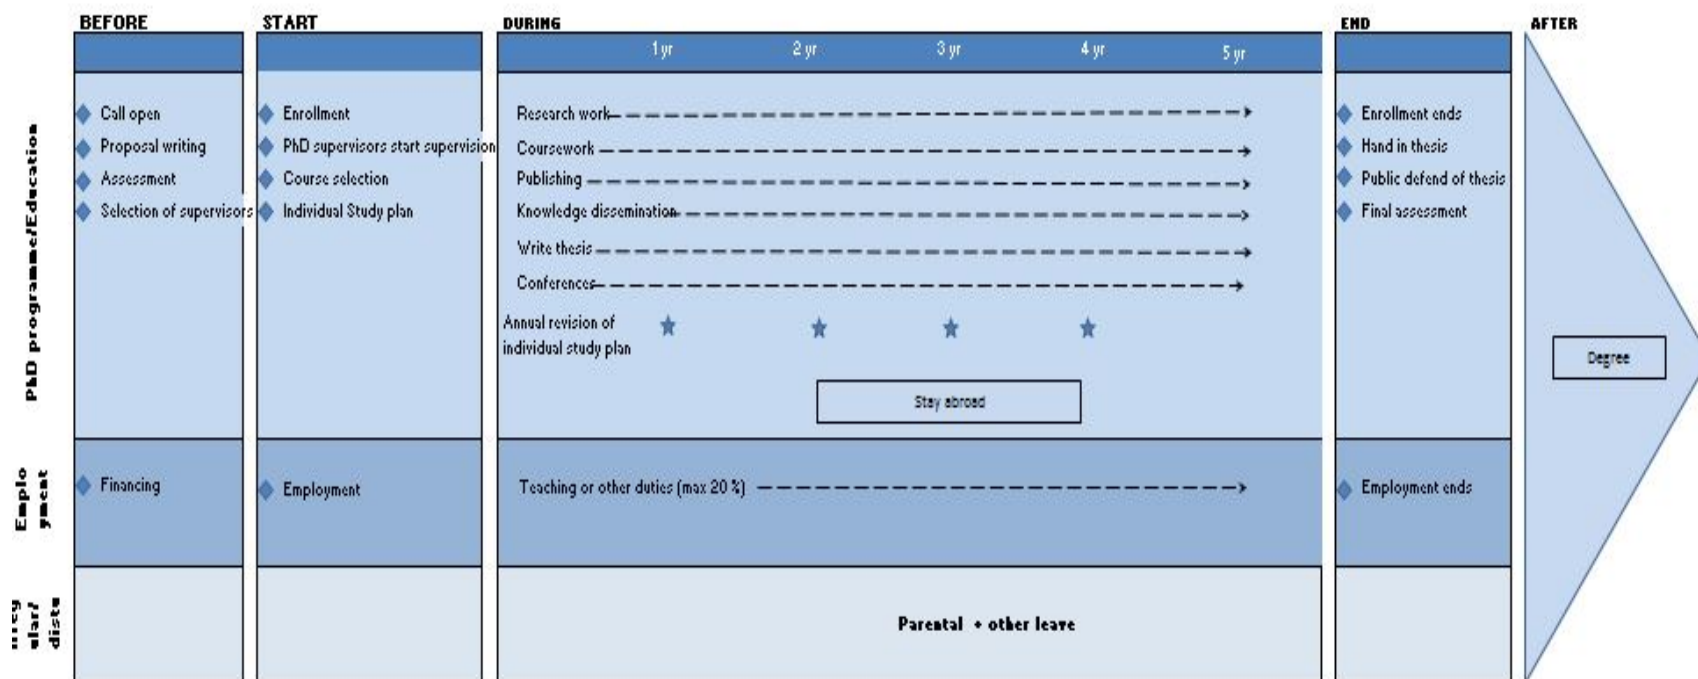 BEFORE
START
DURING
END
AFTER
1 yr
2 yr
3 yr
4 yr
5 yr
PhD programme/Education
Call open
Proposal writing
Assessment
Selection of supervisors
Enrollment
PhD supervisors start supervision
Course selection
Individual Study plan
Research work
Coursework
Publishing
Knowledge dissemination
Write thesis
Conferences
Annual revision of
individual study plan
Stay abroad
Enrollment ends
Hand in thesis
Public defend of thesis
Final assessment
Degree
Emplo
yment
Financing
Employment
Teaching or other duties (max 20 %)
Employment ends
ular/
distu
Parental + other leave